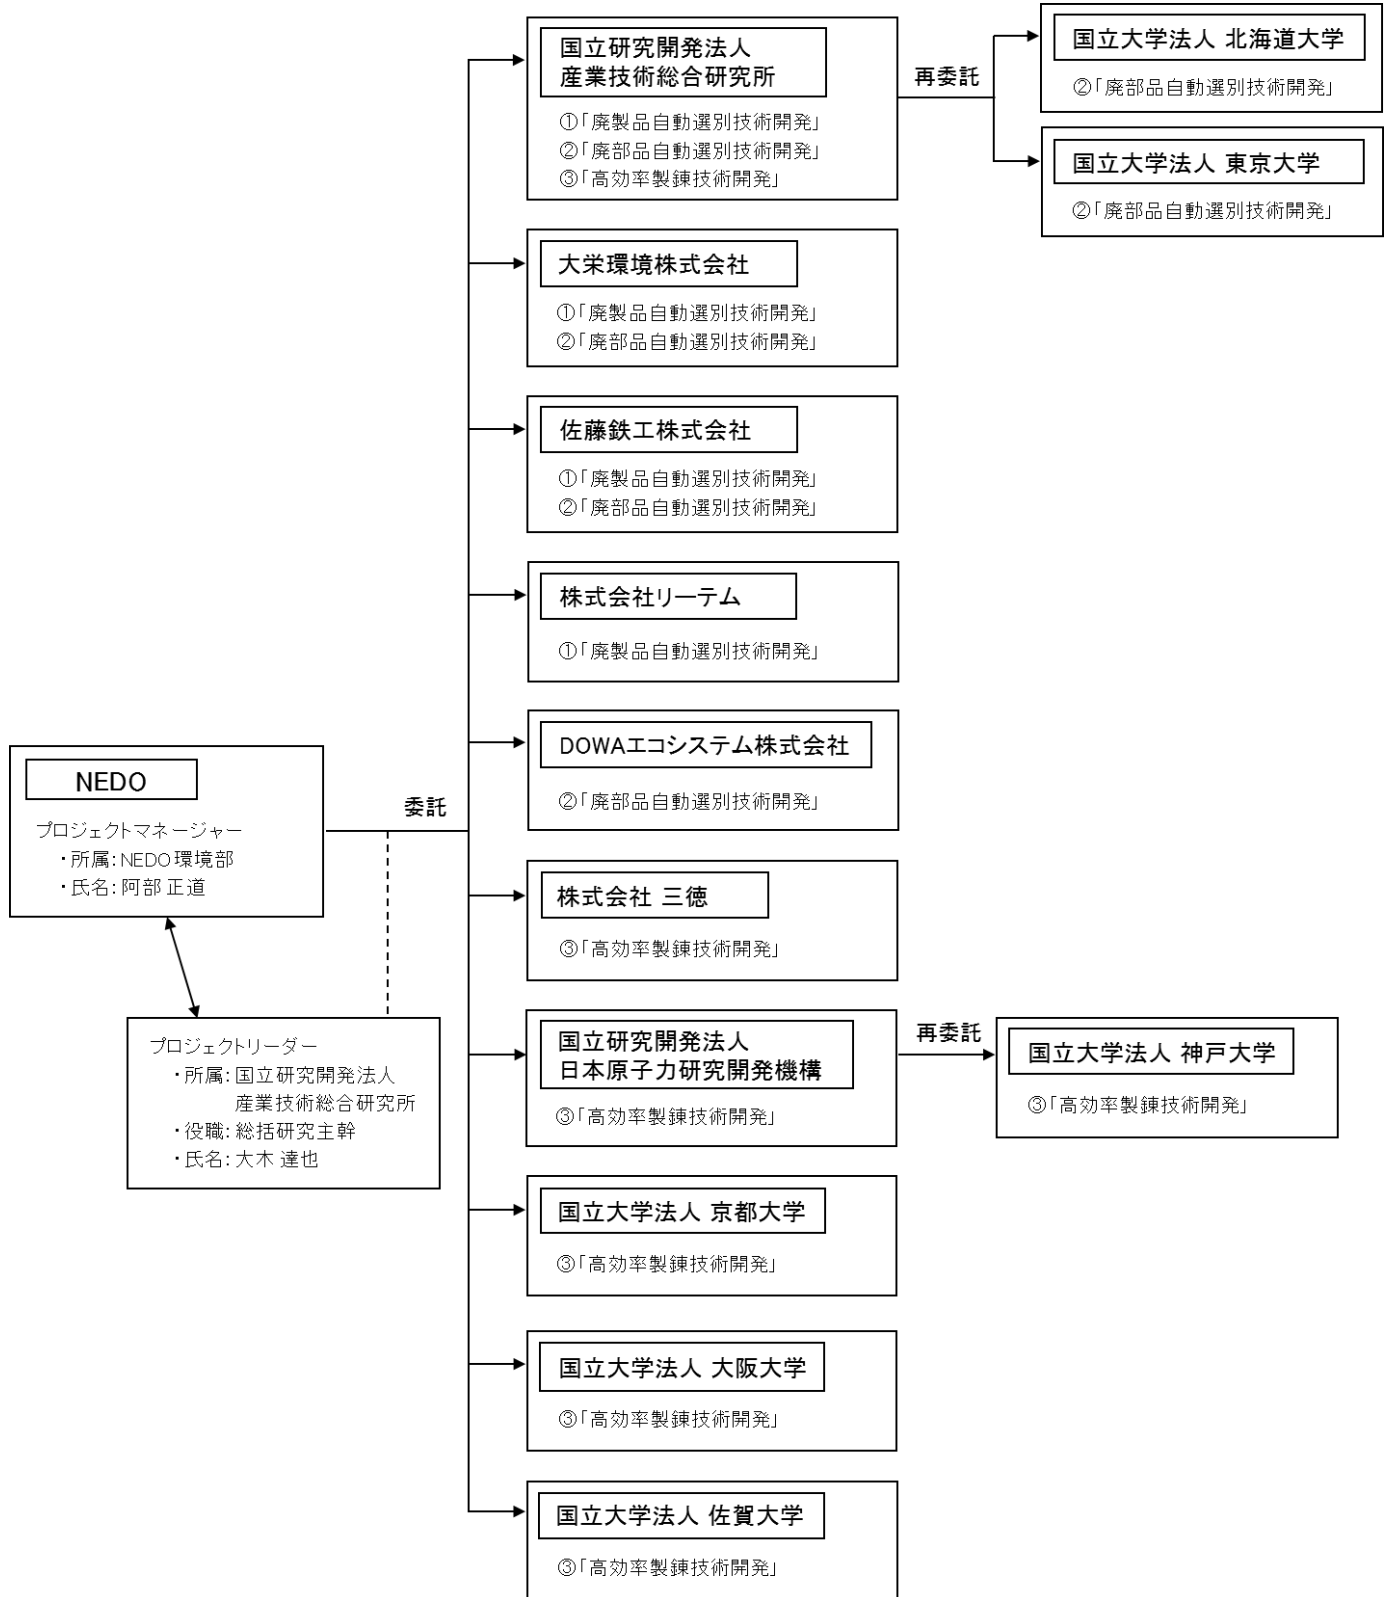 NEDO
プロジェクトマネージャー
・所属：NEDO環境部
・氏名：阿部 正道
プロジェクトリーダー
・所属：国立研究開発法人
産業技術総合研究所
・役職：総括研究主幹
・氏名：大木 達也
委託
国立研究開発法人
産業技術総合研究所
①「廃製品自動選別技術開発」
②「廃部品自動選別技術開発」
③「高効率製錬技術開発」
再委託
国立大学法人 北海道大学
②「廃部品自動選別技術開発」
国立大学法人 東京大学
②「廃部品自動選別技術開発」
大栄環境株式会社
①「廃製品自動選別技術開発」
②「廃部品自動選別技術開発」
佐藤鉄工株式会社
①「廃製品自動選別技術開発」
②「廃部品自動選別技術開発」
株式会社リーテム
①「廃製品自動選別技術開発」
DOWAエコシステム株式会社
②「廃部品自動選別技術開発」
株式会社 三徳
③「高効率製錬技術開発」
国立研究開発法人
日本原子力研究開発機構
③「高効率製錬技術開発」
再委託
国立大学法人 神戸大学
③「高効率製錬技術開発」
国立大学法人 京都大学
③「高効率製錬技術開発」
国立大学法人 大阪大学
③「高効率製錬技術開発」
国立大学法人 佐賀大学
③「高効率製錬技術開発」